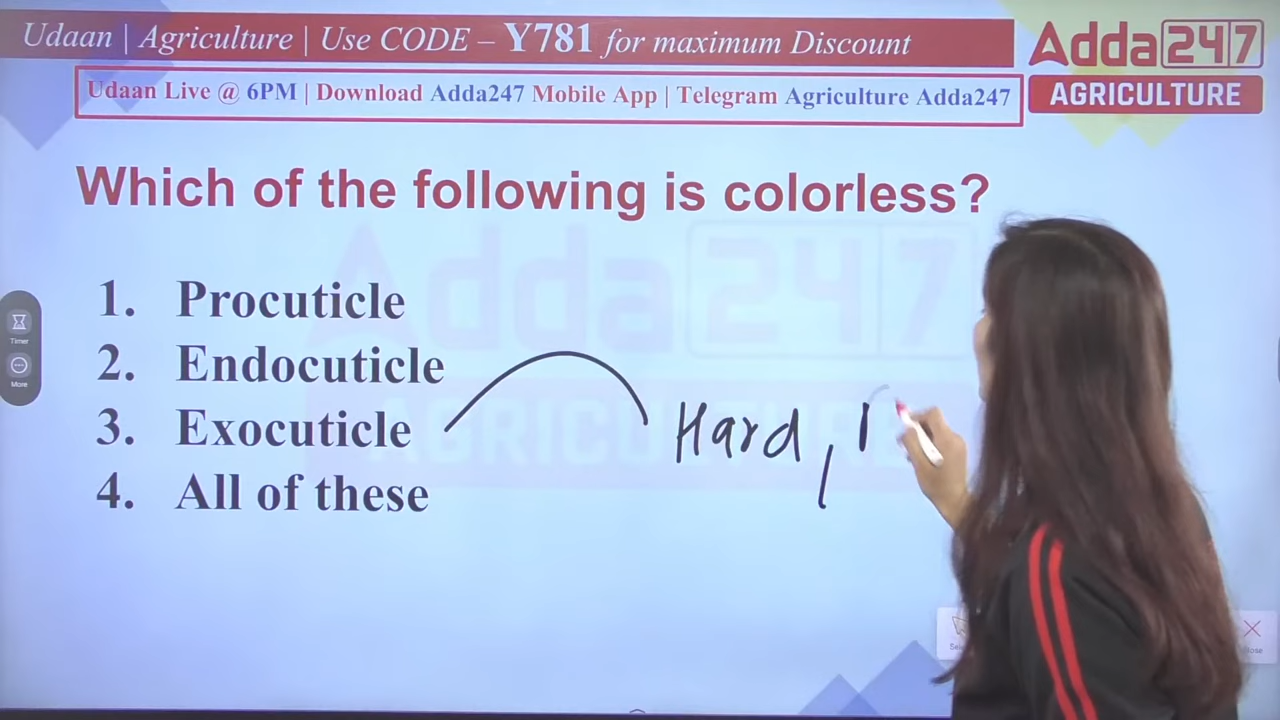 Udaan | Agriculture | Use CODE – Y781 for maximum Discount
Adda247
Udaan Live @ 6PM | Download Adda247 Mobile App | Telegram Agriculture Adda247
AGRICULTURE
Which of the following is colorless?
1. Procuticle
2. Endocuticle
3. Exocuticle
4. All of these
Hard,
Timer
More
Adda247
AGRICULTURE